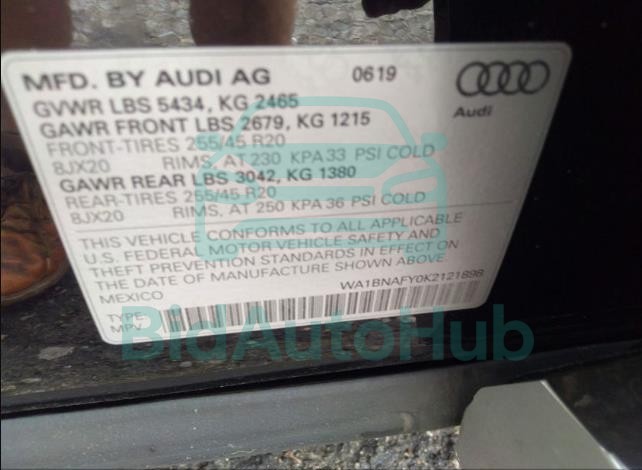 MFD. BY AUDI AG 0619
Audi
GVWR LBS 5434, KG 2465
GAWR FRONT LBS 2679, KG 1215
FRONT-TIRES 255/45 R20
8JX20 RIMS, AT 230 KPA 33 PSI COLD
GAWR REAR LBS 3042, KG 1380
REAR-TIRES 255/45 R20
8JX20 RIMS, AT 250 KPA 36 PSI COLD
THIS VEHICLE CONFORMS TO ALL APPLICABLE
U.S. FEDERAL MOTOR VEHICLE SAFETY AND
THEFT PREVENTION STANDARDS IN EFFECT ON
THE DATE OF MANUFACTURE SHOWN ABOVE
MEXICO WA1BNAFY0K2121898
TYPE:
MPV
BidAutoHub